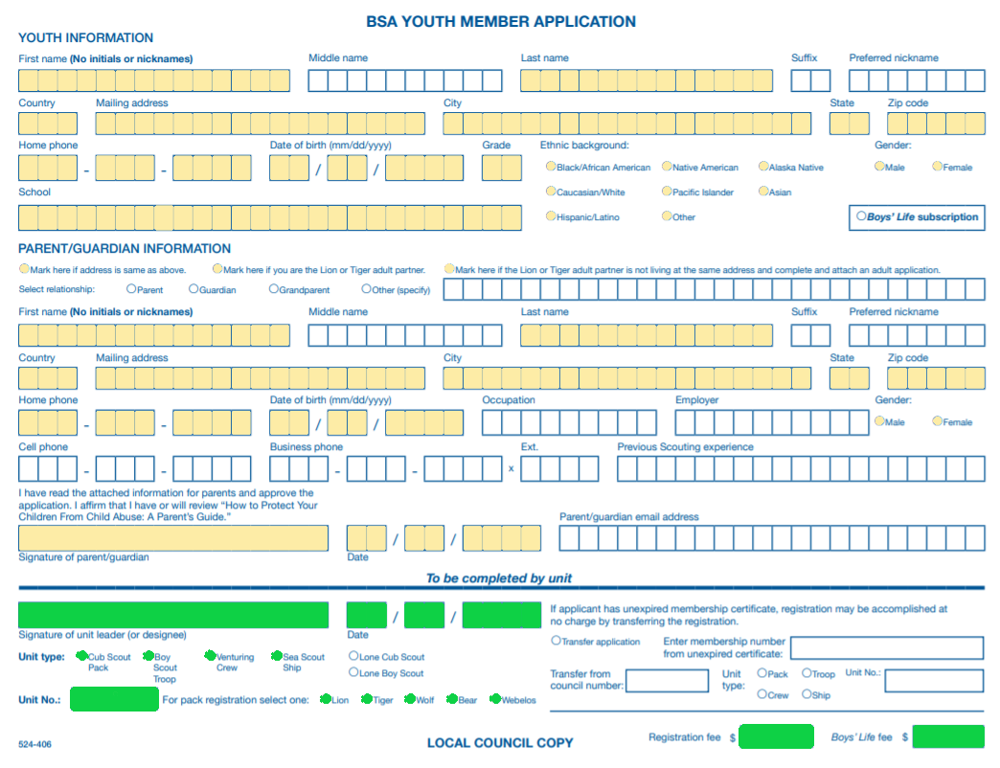 BSA YOUTH MEMBER APPLICATION
YOUTH INFORMATION
First name (No initials or nicknames) Middle name Last name Suffix Preferred nickname
Country Mailing address City State Zip code
Home phone Date of birth (mm/dd/yyyy) Grade Ethnic background: Gender:
- - / / Black/African American Native American Alaska Native Male Female
School Caucasian/White Pacific Islander Asian
Hispanic/Latino Other Boys' Life subscription
PARENT/GUARDIAN INFORMATION
Mark here if address is same as above. Mark here if you are the Lion or Tiger adult partner. Mark here if the Lion or Tiger adult partner is not living at the same address and complete and attach an adult application.
Select relationship: Parent Guardian Grandparent Other (specify)
First name (No initials or nicknames) Middle name Last name Suffix Preferred nickname
Country Mailing address City State Zip code
Home phone Date of birth (mm/dd/yyyy) Occupation Employer Gender:
- - / / Male Female
Cell phone Business phone Ext. Previous Scouting experience
- - - - x
I have read the attached information for parents and approve the
application. I affirm that I have or will review “How to Protect Your
Children From Child Abuse: A Parent's Guide.” Parent/guardian email address
/ /
Signature of parent/guardian Date
To be completed by unit
/ /
Signature of unit leader (or designee) Date
If applicant has unexpired membership certificate, registration may be accomplished at
no charge by transferring the registration.
Unit type: Cub Scout Pack Boy Scout Troop Venturing Crew Sea Scout Ship Lone Cub Scout
Lone Boy Scout
Transfer application Enter membership number
from unexpired certificate:
Transfer from
council number: Unit
type: Pack Troop Unit No.:
Crew Ship
Unit No.: For pack registration select one: Lion Tiger Wolf Bear Webelos
524-406 LOCAL COUNCIL COPY Registration fee $ Boys' Life fee $